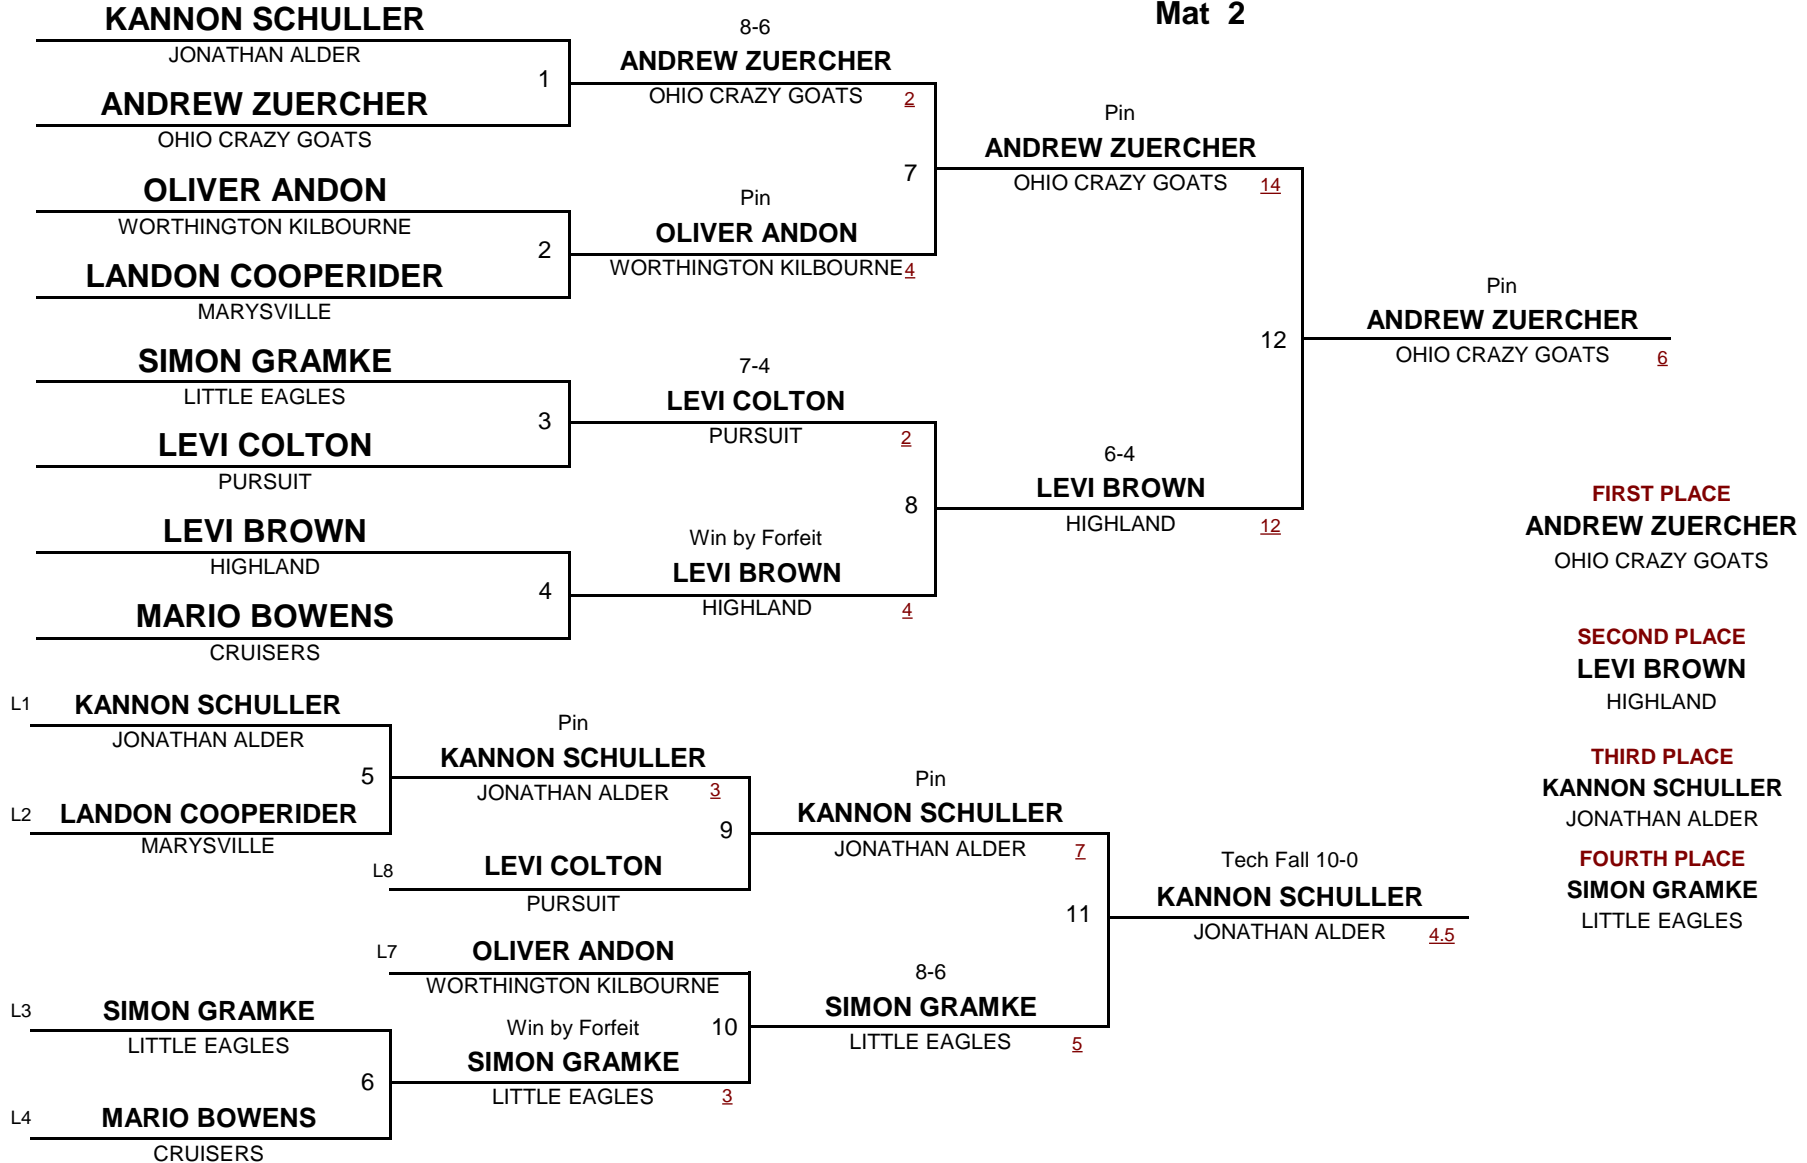 Mat 2
KANNON SCHULLER
JONATHAN ALDER
1
ANDREW ZUERCHER
OHIO CRAZY GOATS
8-6
ANDREW ZUERCHER
OHIO CRAZY GOATS 2
OLIVER ANDON
WORTHINGTON KILBOURNE
2
LANDON COOPERIDER
MARYSVILLE
Pin
OLIVER ANDON
WORTHINGTON KILBOURNE 4
7
Pin
ANDREW ZUERCHER
OHIO CRAZY GOATS 14
SIMON GRAMKE
LITTLE EAGLES
3
LEVI COLTON
PURSUIT
7-4
LEVI COLTON
PURSUIT 2
LEVI BROWN
HIGHLAND
4
MARIO BOWENS
CRUISERS
Win by Forfeit
LEVI BROWN
HIGHLAND 4
8
6-4
LEVI BROWN
HIGHLAND 12
12
Pin
ANDREW ZUERCHER
OHIO CRAZY GOATS 6
L1 KANNON SCHULLER
JONATHAN ALDER
5
L2 LANDON COOPERIDER
MARYSVILLE
Pin
KANNON SCHULLER
JONATHAN ALDER 3
9
L8 LEVI COLTON
PURSUIT
Pin
KANNON SCHULLER
JONATHAN ALDER 7
L7 OLIVER ANDON
WORTHINGTON KILBOURNE
L3 SIMON GRAMKE
LITTLE EAGLES
6
L4 MARIO BOWENS
CRUISERS
Win by Forfeit
10
SIMON GRAMKE
LITTLE EAGLES 3
8-6
SIMON GRAMKE
LITTLE EAGLES 5
11
Tech Fall 10-0
KANNON SCHULLER
JONATHAN ALDER 4.5
FIRST PLACE
ANDREW ZUERCHER
OHIO CRAZY GOATS
SECOND PLACE
LEVI BROWN
HIGHLAND
THIRD PLACE
KANNON SCHULLER
JONATHAN ALDER
FOURTH PLACE
SIMON GRAMKE
LITTLE EAGLES